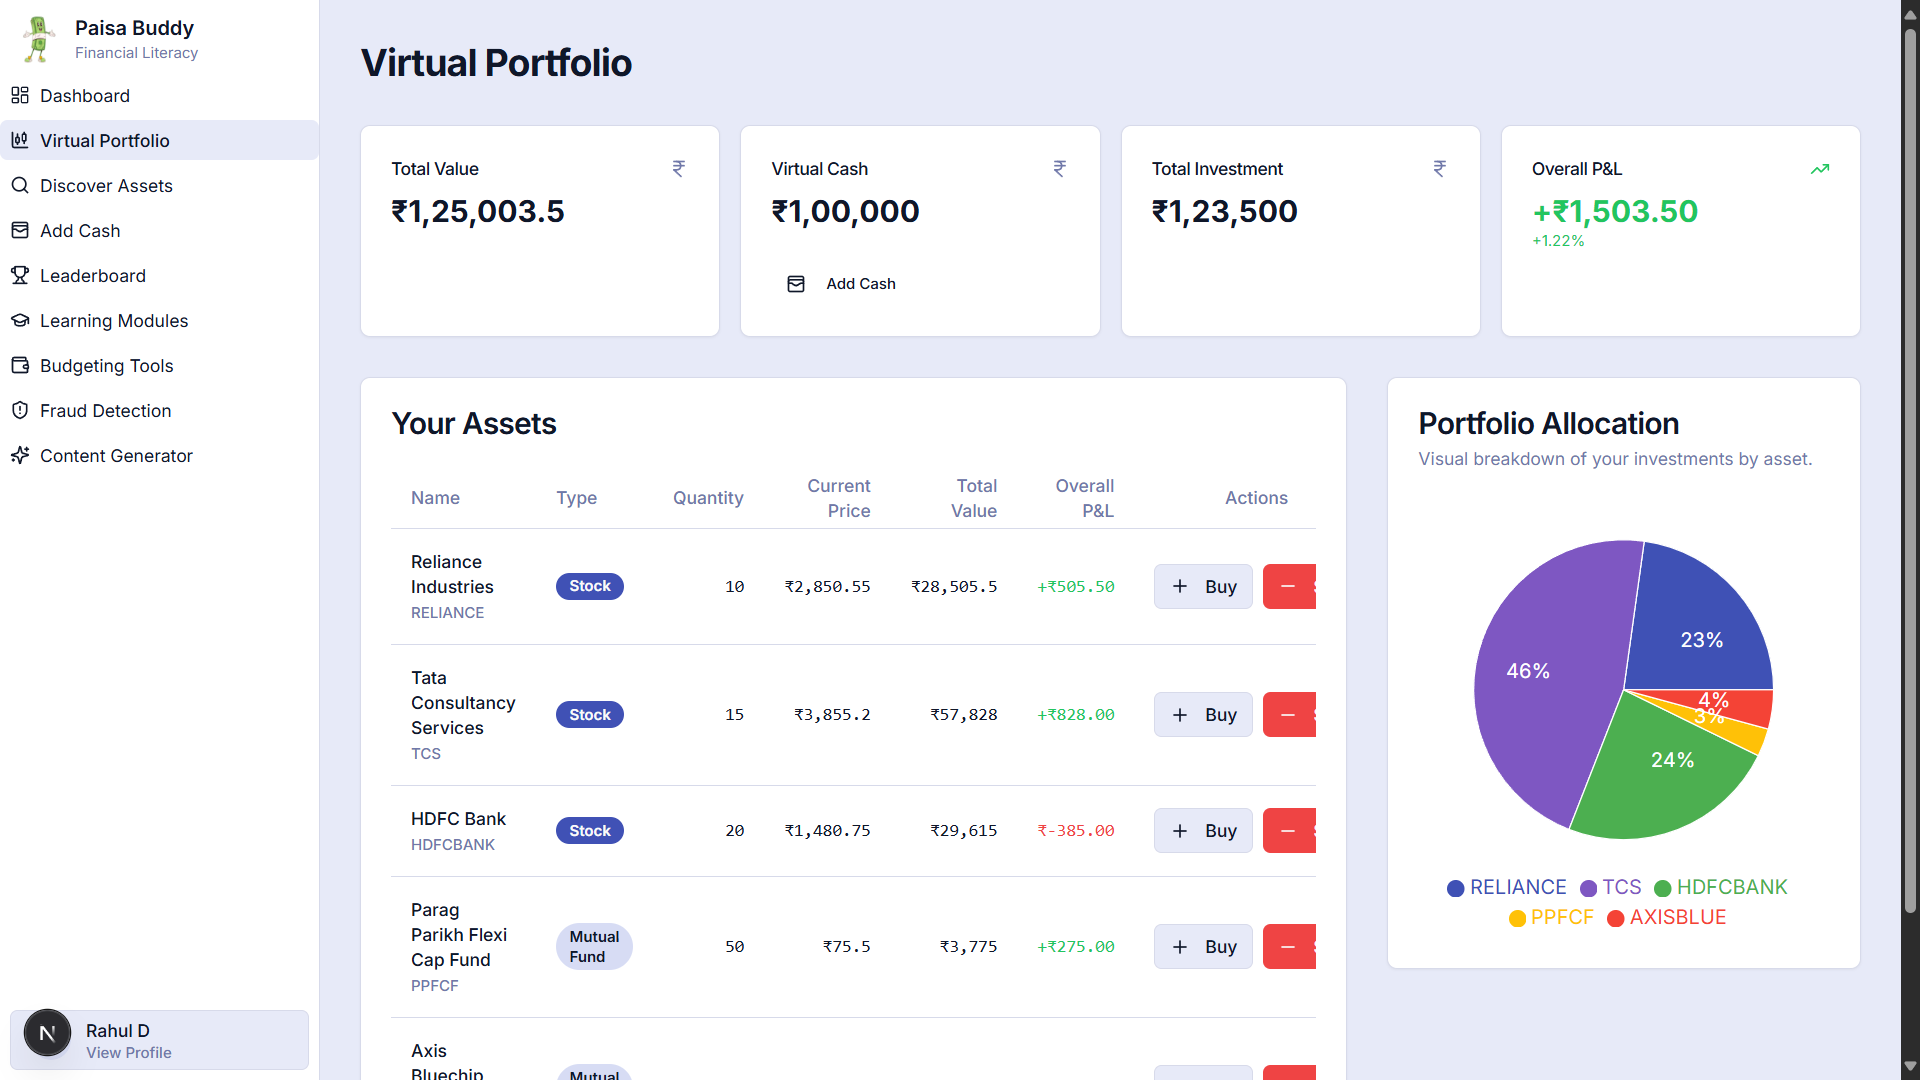 Paisa Buddy
Financial Literacy
Dashboard
Virtual Portfolio
Discover Assets
Add Cash
Leaderboard
Learning Modules
Budgeting Tools
Fraud Detection
Content Generator
N
Rahul D
View Profile
Virtual Portfolio
Total Value ₹
₹1,25,003.5
Virtual Cash ₹
₹1,00,000
Add Cash
Total Investment ₹
₹1,23,500
Overall P&L
+₹1,503.50
+1.22%
Your Assets
Name Type Quantity Current Price Total Value Overall P&L Actions
Reliance
Industries
RELIANCE
Stock 10 ₹2,850.55 ₹28,505.5 +₹505.50 + Buy −
Tata
Consultancy
Services
TCS
Stock 15 ₹3,855.2 ₹57,828 +₹828.00 + Buy −
HDFC Bank
HDFCBANK
Stock 20 ₹1,480.75 ₹29,615 ₹-385.00 + Buy −
Parag
Parikh Flexi
Cap Fund
PPFCF
Mutual
Fund
50 ₹75.5 ₹3,775 +₹275.00 + Buy −
Axis
Bluechip
Mutual
Portfolio Allocation
Visual breakdown of your investments by asset.
23%
46%
4%
3%
24%
RELIANCE TCS HDFCBANK
PPFCF AXISBLUE